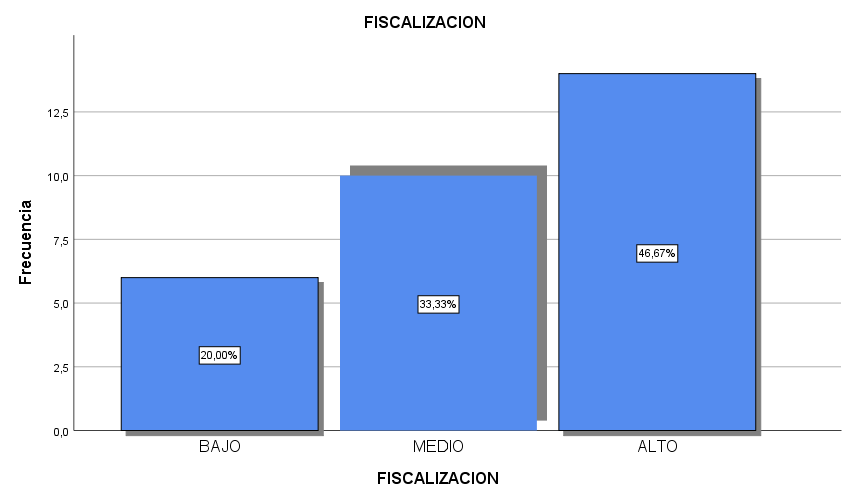 FISCALIZACION
12,5
10,0
7,5
5,0
2,5
0,0
Frecuencia
20,00%
33,33%
46,67%
BAJO
MEDIO
ALTO
FISCALIZACION